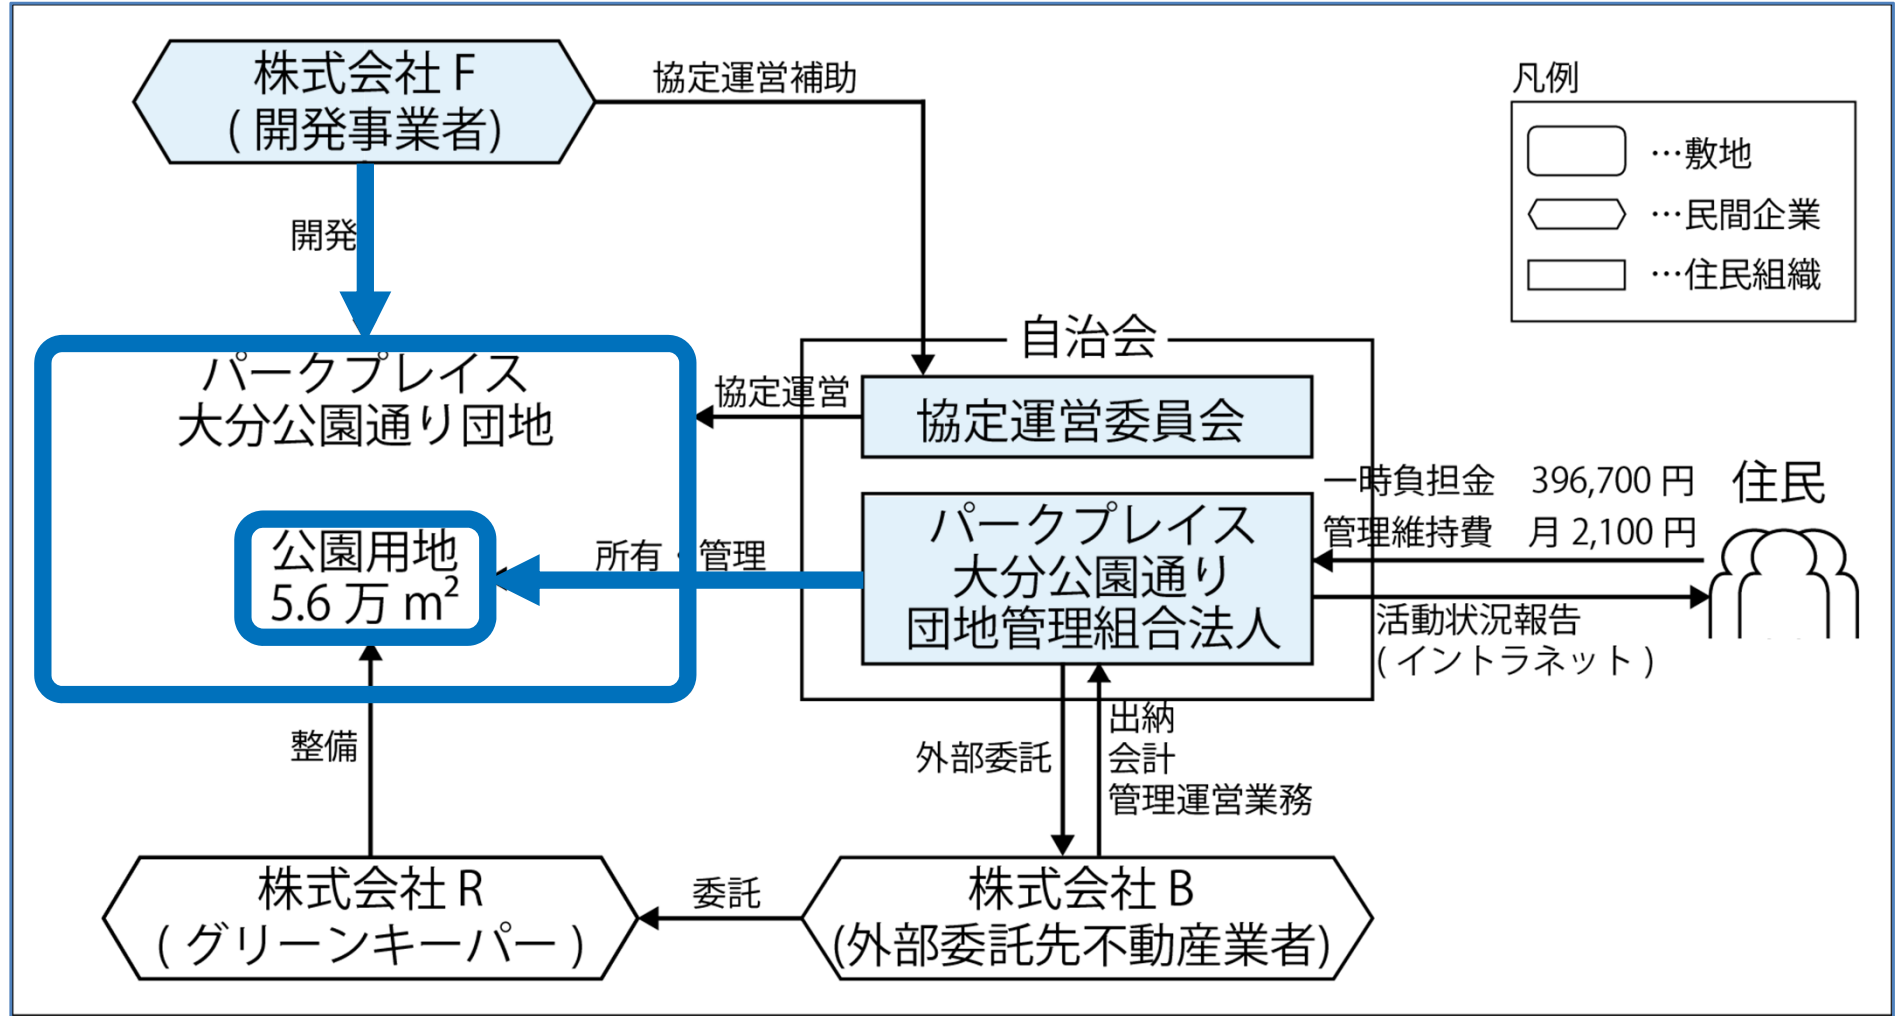 株式会社 F
( 開発事業者)
協定運営補助
凡例
…敷地
…民間企業
…住民組織
開発
自治会
パークプレイス
大分公園通り団地
協定運営
協定運営委員会
公園用地
5.6 万 m²
所有・管理
パークプレイス
大分公園通り
団地管理組合法人
一時負担金 396,700 円
管理維持費 月 2,100 円
住民
活動状況報告
( イントラネット )
整備
外部委託
出納
会計
管理運営業務
株式会社 R
( グリーンキーパー )
委託
株式会社 B
(外部委託先不動産業者)